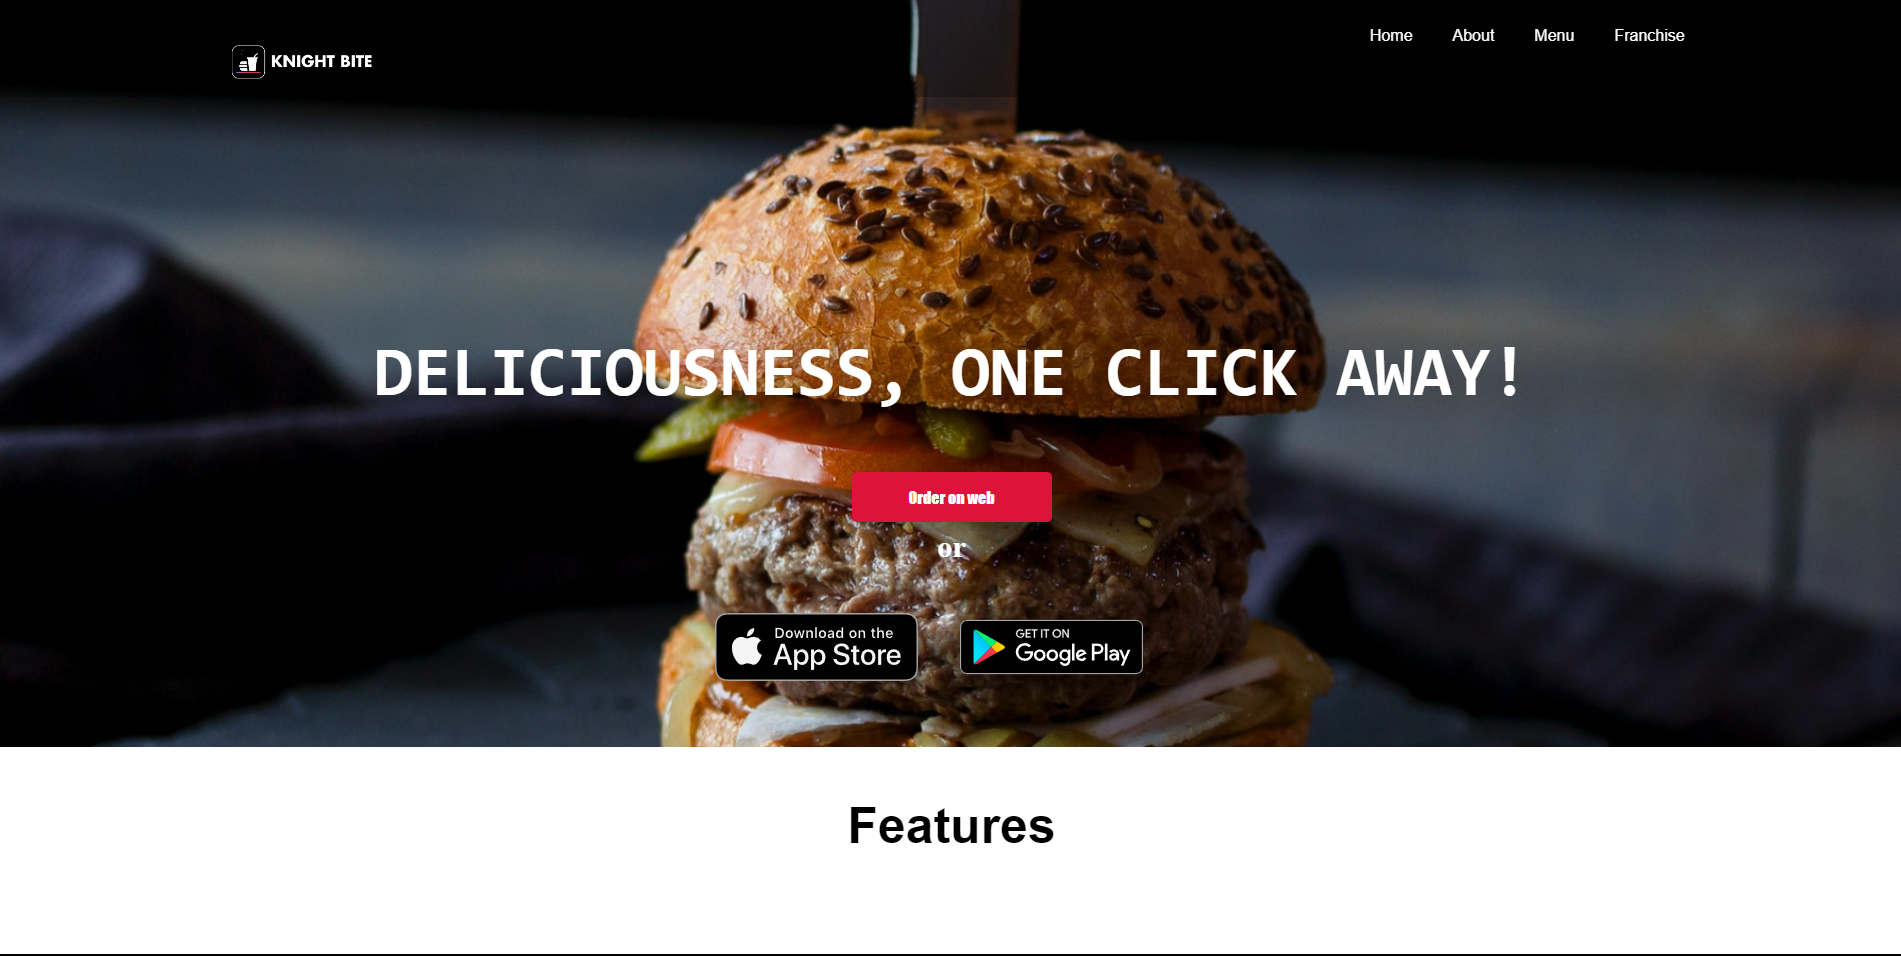 KNIGHT BITE
Home About Menu Franchise
DELICIOUSNESS, ONE CLICK AWAY!
Order on web
or
Download on the
App Store
GET IT ON
Google Play
Features